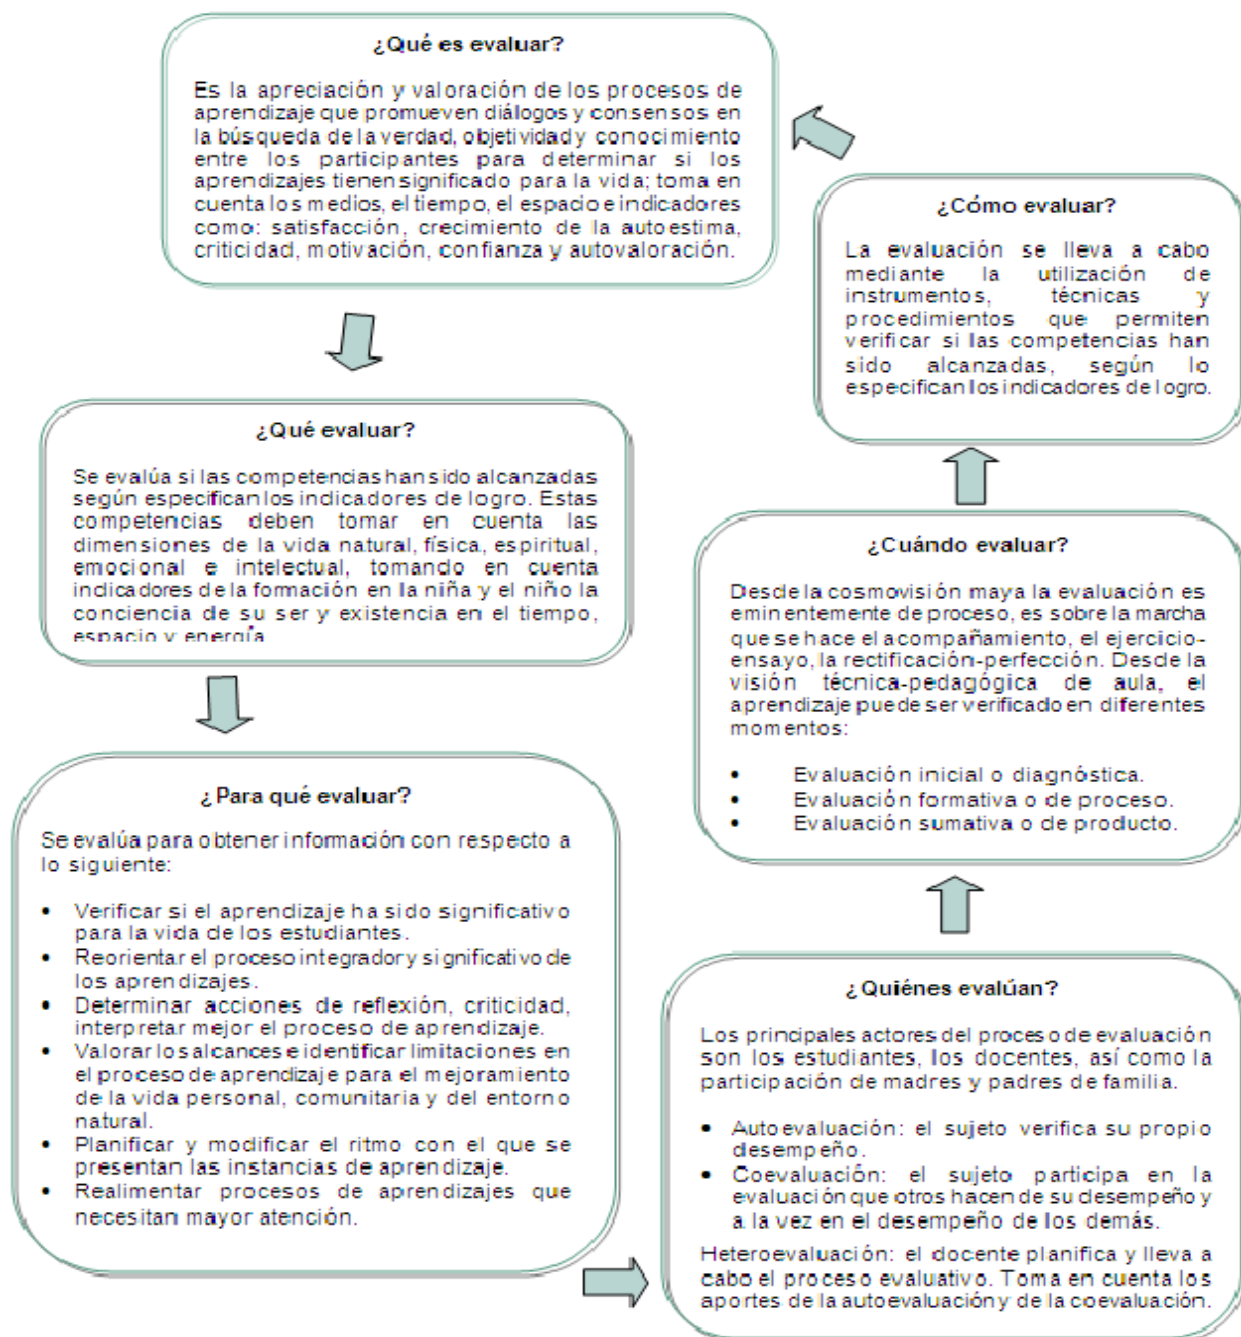 ¿Qué es evaluar?
Es la apreciación y valoración de los procesos de
aprendizaje que promueven diálogos y consensos en
la búsqueda de la verdad, objetividad y conocimiento
entre los participantes para determinar si los
aprendizajes tienen significado para la vida; toma en
cuenta los medios, el tiempo, el espacio e indicadores
como: satisfacción, crecimiento de la autoestima,
criticidad, motivación, confianza y autovaloración.
¿Qué evaluar?
Se evalúa si las competencias han sido alcanzadas
según especifican los indicadores de logro. Estas
competencias deben tomar en cuenta las
dimensiones de la vida natural, física, espiritual,
emocional e intelectual, tomando en cuenta
indicadores de la formación en la niña y el niño la
conciencia de su ser y existencia en el tiempo,
espacio y energía
¿Para qué evaluar?
Se evalúa para obtener información con respecto a
lo siguiente:
• Verificar si el aprendizaje ha sido significativo
para la vida de los estudiantes.
• Reorientar el proceso integrador y significativo de
los aprendizajes.
• Determinar acciones de reflexión, criticidad,
interpretar mejor el proceso de aprendizaje.
• Valorar los alcances e identificar limitaciones en
el proceso de aprendizaje para el mejoramiento
de la vida personal, comunitaria y del entorno
natural.
• Planificar y modificar el ritmo con el que se
presentan las instancias de aprendizaje.
• Realimentar procesos de aprendizajes que
necesitan mayor atención.
¿Quiénes evalúan?
Los principales actores del proceso de evaluación
son los estudiantes, los docentes, así como la
participación de madres y padres de familia.
• Autoevaluación: el sujeto verifica su propio
desempeño.
• Coevaluación: el sujeto participa en la
evaluación que otros hacen de su desempeño y
a la vez en el desempeño de los demás.
Heteroevaluación: el docente planifica y lleva a
cabo el proceso evaluativo. Toma en cuenta los
aportes de la autoevaluación y de la coevaluación.
¿Cuándo evaluar?
Desde la cosmovisión maya la evaluación es
eminentemente de proceso, es sobre la marcha
que se hace el acompañamiento, el ejercicio-
ensayo, la rectificación-perfección. Desde la
visión técnica-pedagógica de aula, el
aprendizaje puede ser verificado en diferentes
momentos:
• Evaluación inicial o diagnóstica.
• Evaluación formativa o de proceso.
• Evaluación sumativa o de producto.
¿Cómo evaluar?
La evaluación se lleva a cabo
mediante la utilización de
instrumentos, técnicas y
procedimientos que permiten
verificar si las competencias han
sido alcanzadas, según lo
especifican los indicadores de logro.